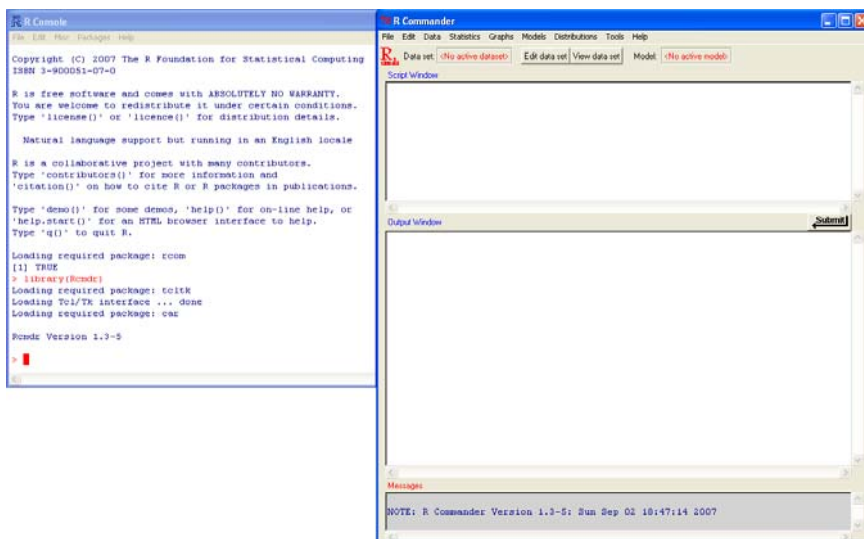 R Console
File Edit Misc Packages Help
Copyright (C) 2007 The R Foundation for Statistical Computing
ISBN 3-900051-07-0
R is free software and comes with ABSOLUTELY NO WARRANTY.
You are welcome to redistribute it under certain conditions.
Type 'license()' or 'licence()' for distribution details.
Natural language support but running in an English locale
R is a collaborative project with many contributors.
Type 'contributors()' for more information and
'citation()' on how to cite R or R packages in publications.
Type 'demo()' for some demos, 'help()' for on-line help, or
'help.start()' for an HTML browser interface to help.
Type 'q()' to quit R.
Loading required package: rcom
[1] TRUE
> library(Rcmdr)
Loading required package: tcltk
Loading Tcl/Tk interface ... done
Loading required package: car
Rcmdr Version 1.3-5
>
R Commander
File Edit Data Statistics Graphs Models Distributions Tools Help
R Data set: <No active dataset> Edit data set View data set Model: <No active model>
Script Window
Output Window
Submit
Messages
NOTE: R Commander Version 1.3-5: Sun Sep 02 18:47:14 2007